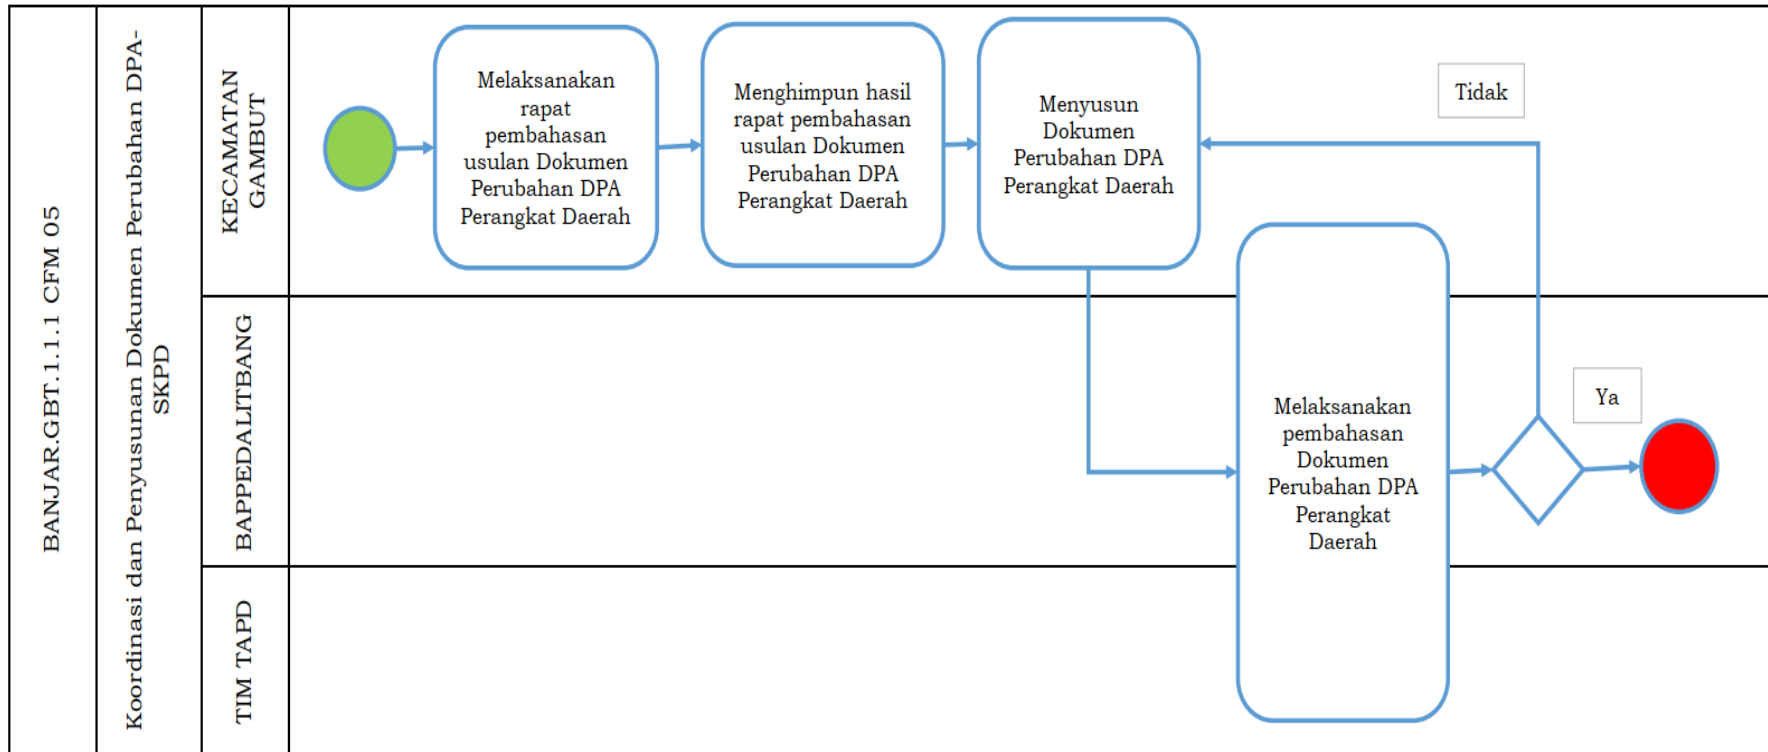 BANJAR.GBT.1.1.1 CFM 05
Koordinasi dan Penyusunan Dokumen Perubahan DPA-
SKPD
KECAMATAN
GAMBUT
Melaksanakan
rapat
pembahasan
usulan Dokumen
Perubahan DPA
Perangkat Daerah
Menghimpun hasil
rapat pembahasan
usulan Dokumen
Perubahan DPA
Perangkat Daerah
Menyusun
Dokumen
Perubahan DPA
Perangkat Daerah
Tidak
BAPPEDALITBANG
Melaksanakan
pembahasan
Dokumen
Perubahan DPA
Perangkat
Daerah
Ya
TIM TAPD